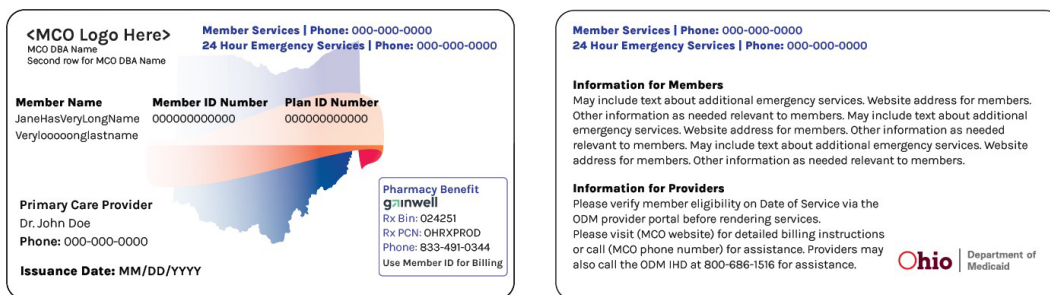 <MCO Logo Here>
MCO DBA Name
Second row for MCO DBA Name
Member Services | Phone: 000-000-0000
24 Hour Emergency Services | Phone: 000-000-0000
Member Name Member ID Number Plan ID Number
JaneHasVeryLongName 000000000000 000000000000
Verylooooonglastname
Primary Care Provider
Dr. John Doe
Phone: 000-000-0000
Issuance Date: MM/DD/YYYY
Pharmacy Benefit
gainwell
Rx Bin: 024251
Rx PCN: OHRXPROD
Phone: 833-491-0344
Use Member ID for Billing
Member Services | Phone: 000-000-0000
24 Hour Emergency Services | Phone: 000-000-0000
Information for Members
May include text about additional emergency services. Website address for members.
Other information as needed relevant to members. May include text about additional
emergency services. Website address for members. Other information as needed
relevant to members. May include text about additional emergency services. Website
address for members. Other information as needed relevant to members.
Information for Providers
Please verify member eligibility on Date of Service via the
ODM provider portal before rendering services.
Please visit (MCO website) for detailed billing instructions
or call (MCO phone number) for assistance. Providers may
also call the ODM IHD at 800-686-1516 for assistance.
Ohio
Department of
Medicaid